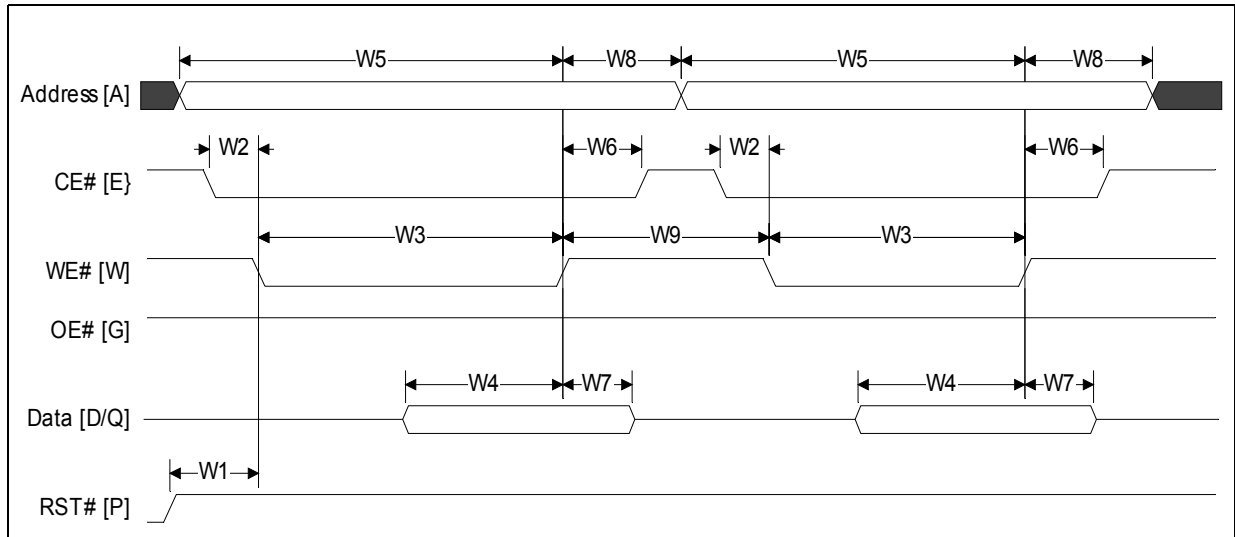 W5 W8 W5 W8
Address [A]
W2 W6 W2 W6
CE# [E}
W3 W9 W3
WE# [W]
OE# [G]
W4 W7 W4 W7
Data [D/Q]
W1
RST# [P]